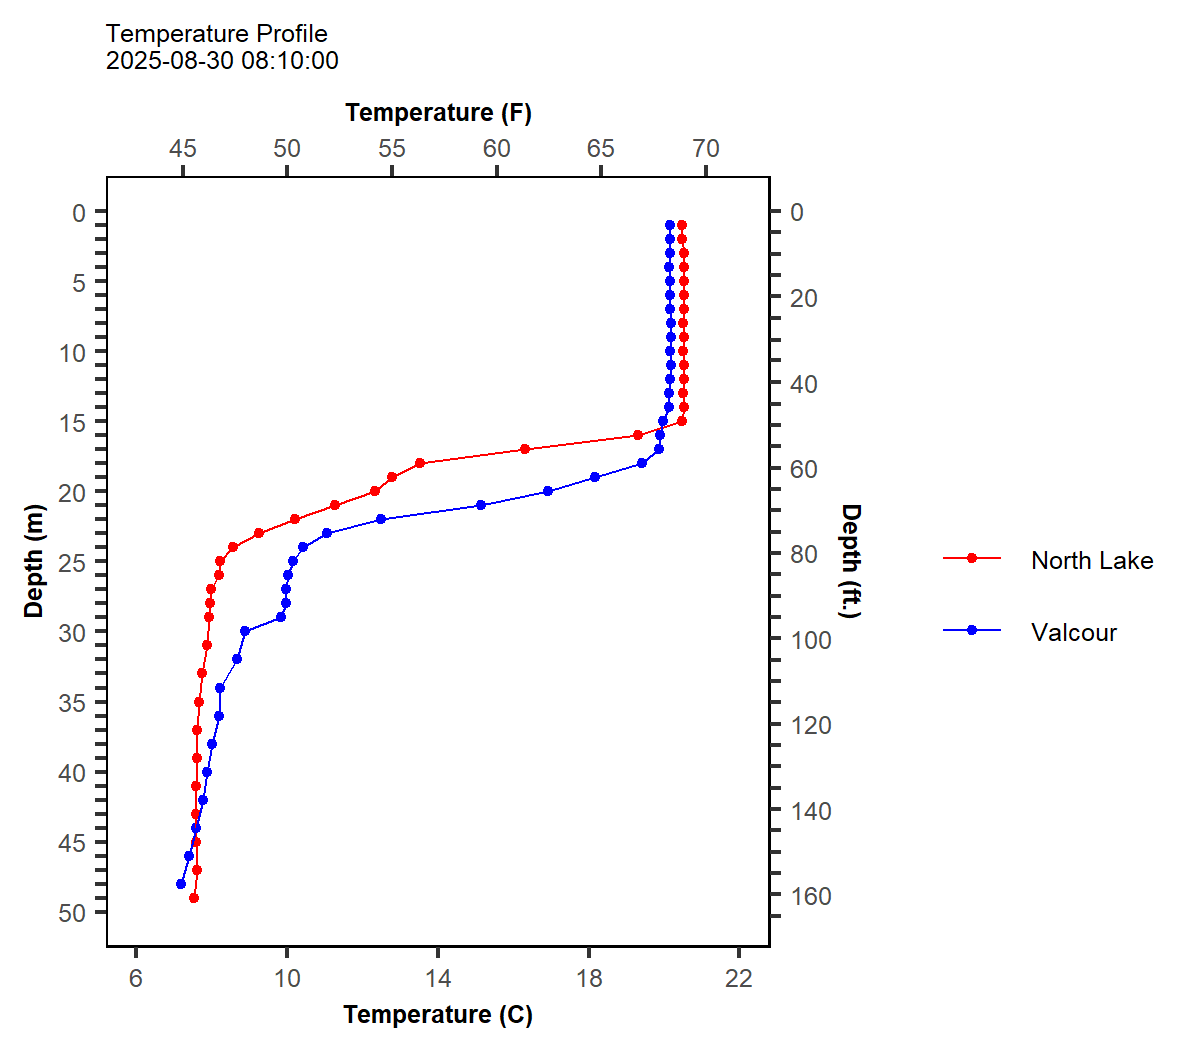 Temperature Profile
2025-08-30 08:10:00
Temperature (F)
45 50 55 60 65 70
0
5
10
15
20
25
30
35
40
45
50
Depth (m)
0
20
40
60
80
100
120
140
160
Depth (ft.)
North Lake
Valcour
6 10 14 18 22
Temperature (C)